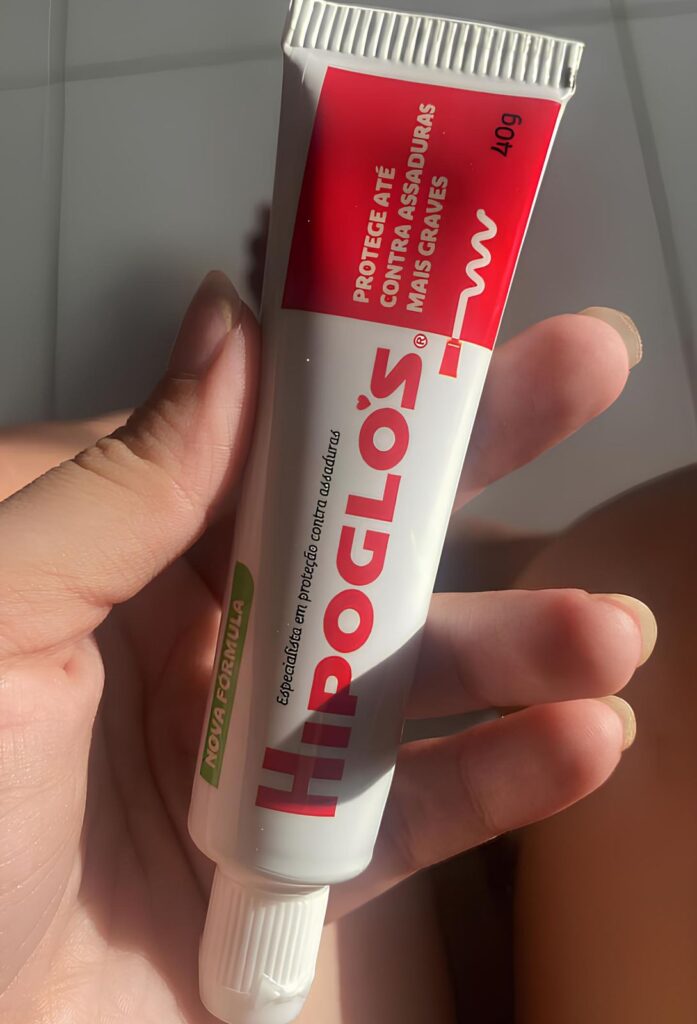 40g
PROTEGE ATÉ
CONTRA ASSADURAS
MAIS GRAVES
HIPOGLÓS®
Especialista em proteção contra assaduras
NOVA FÓRMULA